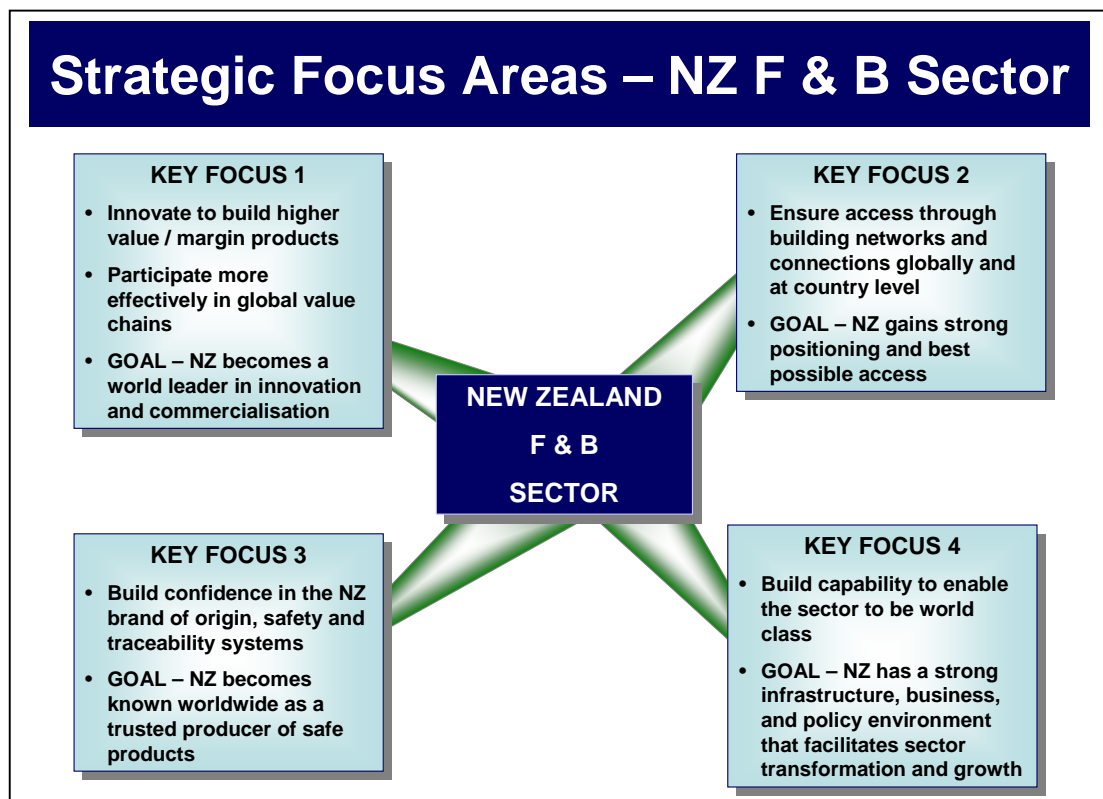 Strategic Focus Areas – NZ F & B Sector
KEY FOCUS 1
• Innovate to build higher
value / margin products
• Participate more
effectively in global value
chains
• GOAL – NZ becomes a
world leader in innovation
and commercialisation
KEY FOCUS 2
• Ensure access through
building networks and
connections globally and
at country level
• GOAL – NZ gains strong
positioning and best
possible access
NEW ZEALAND
F & B
SECTOR
KEY FOCUS 3
• Build confidence in the NZ
brand of origin, safety and
traceability systems
• GOAL – NZ becomes
known worldwide as a
trusted producer of safe
products
KEY FOCUS 4
• Build capability to enable
the sector to be world
class
• GOAL – NZ has a strong
infrastructure, business,
and policy environment
that facilitates sector
transformation and growth